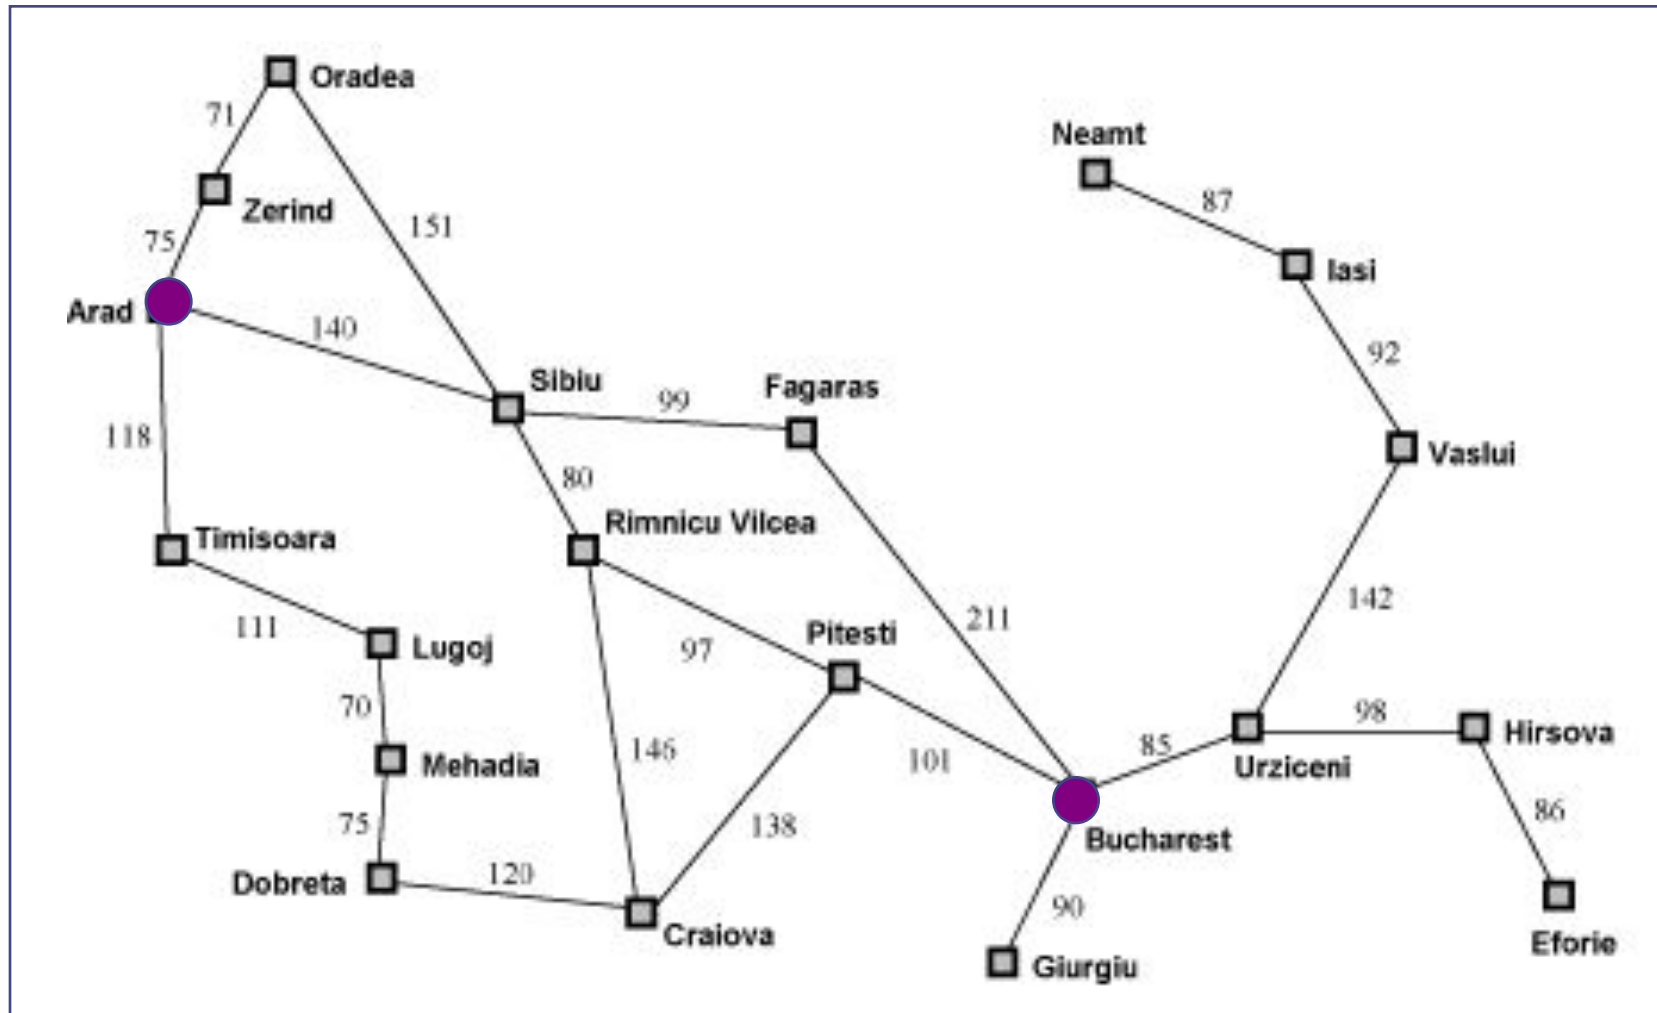 Oradea
71
Neamt
87
Zerind
151
75
Iasi
Arad
140
92
Sibiu
Fagaras
99
118
Vaslui
80
Rimnicu Vilcea
Timisoara
142
111
211
Pitesti
Lugoj
97
70
98
Hirsova
146
85
Mehadia
101
Urziceni
86
75
138
Bucharest
Dobreta
120
90
Craiova
Eforie
Giurgiu